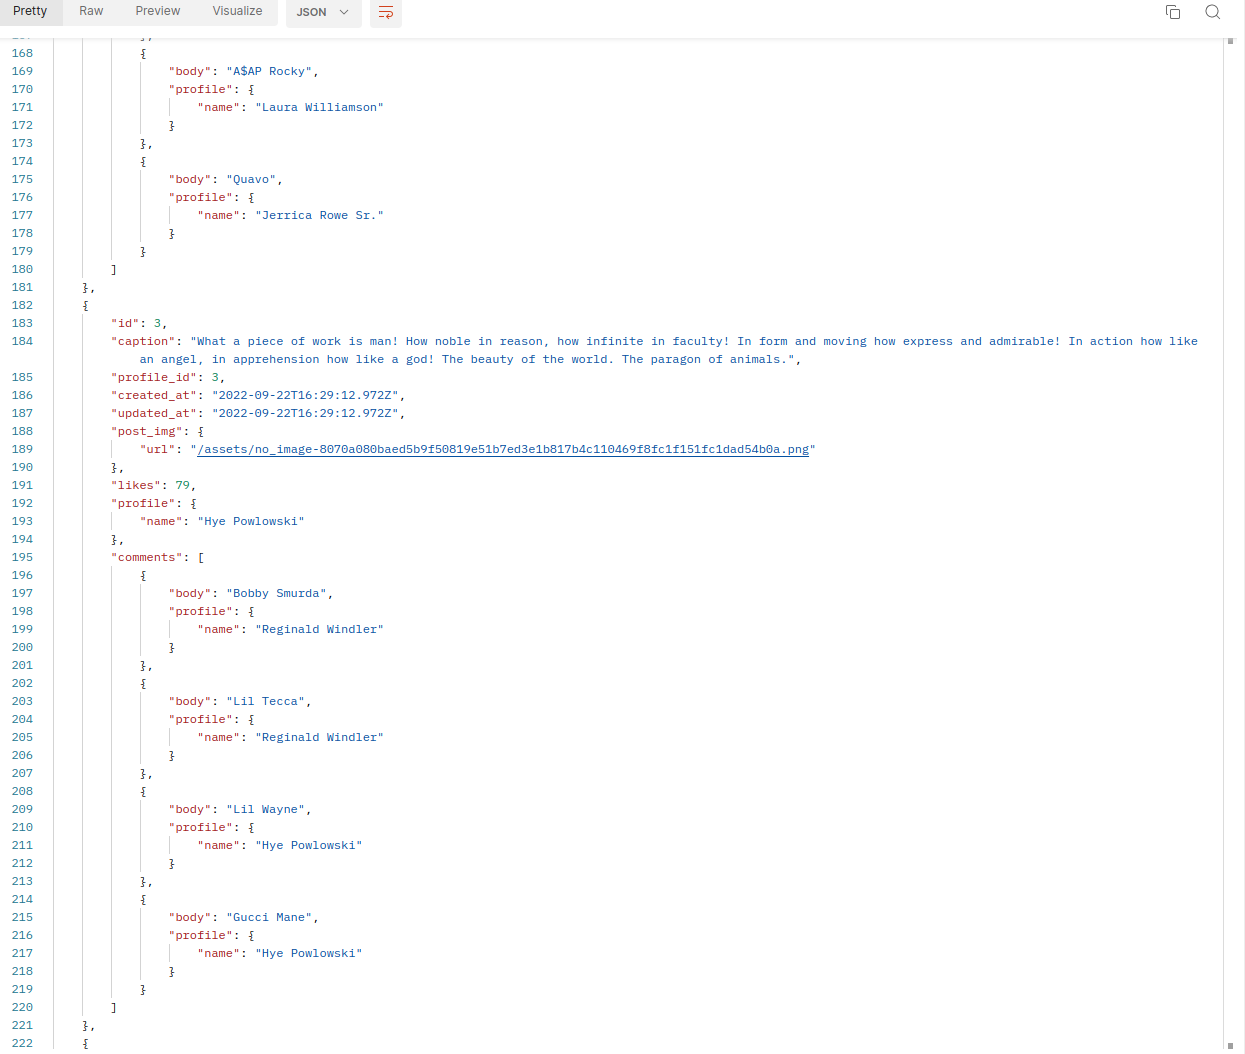 Pretty Raw Preview Visualize JSON
168 {
169 "body": "A$AP Rocky",
170 "profile": {
171 "name": "Laura Williamson"
172 }
173 },
174 {
175 "body": "Quavo",
176 "profile": {
177 "name": "Jerrica Rowe Sr."
178 }
179 }
180 ]
181 },
182 {
183 "id": 3,
184 "caption": "What a piece of work is man! How noble in reason, how infinite in faculty! In form and moving how express and admirable! In action how like
an angel, in apprehension how like a god! The beauty of the world. The paragon of animals.",
185 "profile_id": 3,
186 "created_at": "2022-09-22T16:29:12.972Z",
187 "updated_at": "2022-09-22T16:29:12.972Z",
188 "post_img": {
189 "url": "/assets/no_image-8070a080baed5b9f50819e51b7ed3e1b817b4c110469f8fc1f151fc1dad54b0a.png"
190 },
191 "likes": 79,
192 "profile": {
193 "name": "Hye Powlowski"
194 },
195 "comments": [
196 {
197 "body": "Bobby Smurda",
198 "profile": {
199 "name": "Reginald Windler"
200 }
201 },
202 {
203 "body": "Lil Tecca",
204 "profile": {
205 "name": "Reginald Windler"
206 }
207 },
208 {
209 "body": "Lil Wayne",
210 "profile": {
211 "name": "Hye Powlowski"
212 }
213 },
214 {
215 "body": "Gucci Mane",
216 "profile": {
217 "name": "Hye Powlowski"
218 }
219 }
220 ]
221 },
222 {